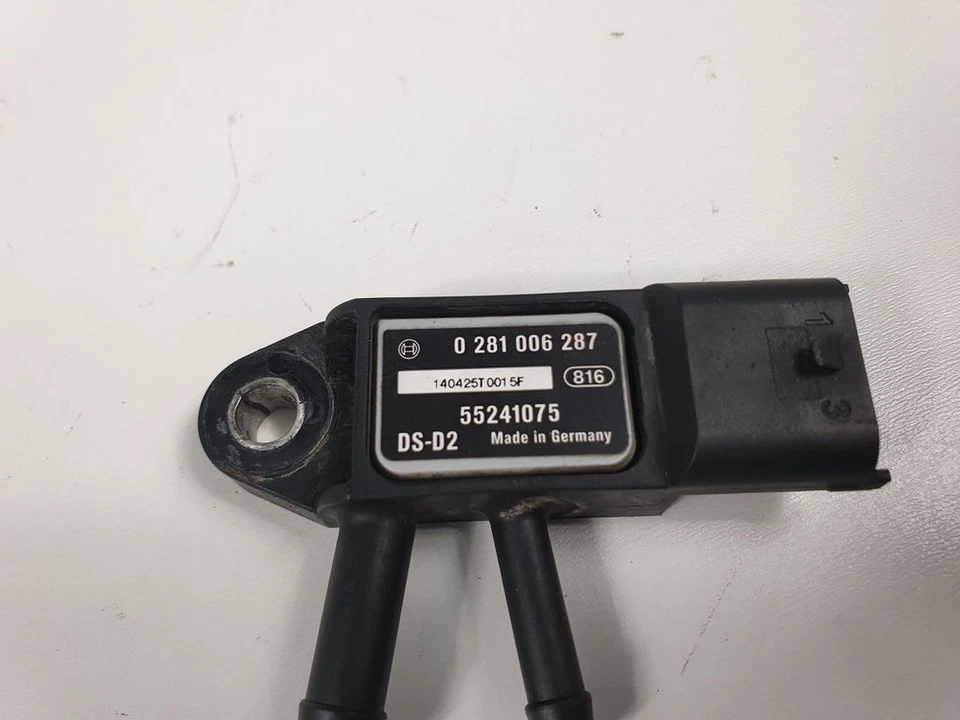 0 281 006 287
140425T0015F 816
55241075
DS-D2 Made in Germany
1
3